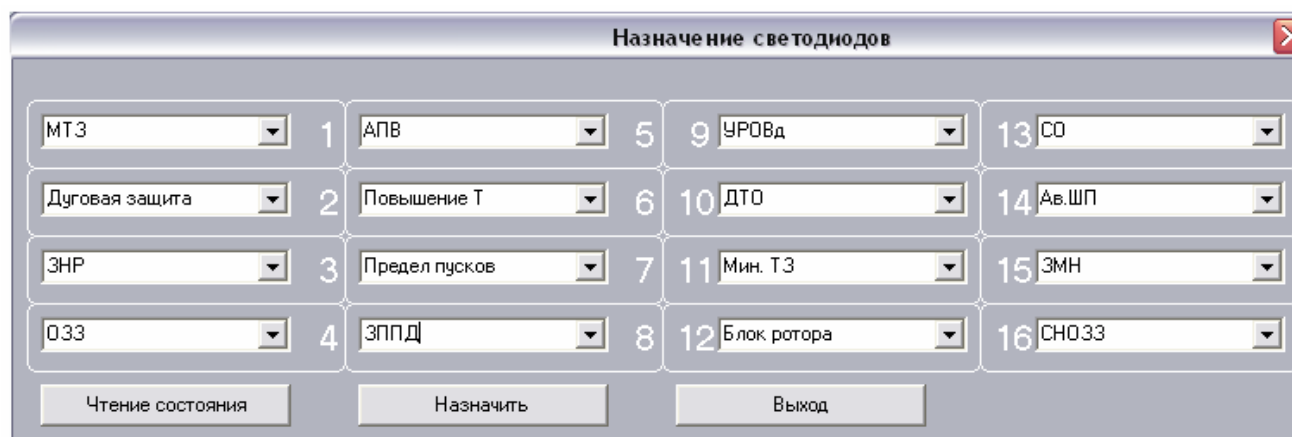 Назначение светодиодов
МТЗ 1 АПВ 5 9 УРОВд 13 СО
Дуговая защита 2 Повышение Т 6 10 ДТО 14 Ав.ШП
ЗНР 3 Предел пусков 7 11 Мин. ТЗ 15 ЗМН
ОЗЗ 4 ЗППД 8 12 Блок ротора 16 СНОЗЗ
Чтение состояния Назначить Выход